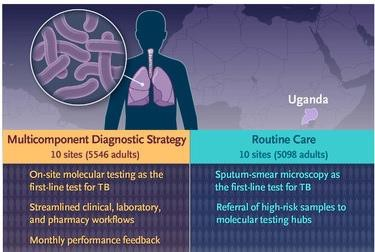 Uganda
Multicomponent Diagnostic Strategy
10 sites (5546 adults)
On-site molecular testing as the
first-line test for TB
Streamlined clinical, laboratory,
and pharmacy workflows
Monthly performance feedback
Routine Care
10 sites (5098 adults)
Sputum-smear microscopy as
the first-line test for TB
Referral of high-risk samples to
molecular testing hubs